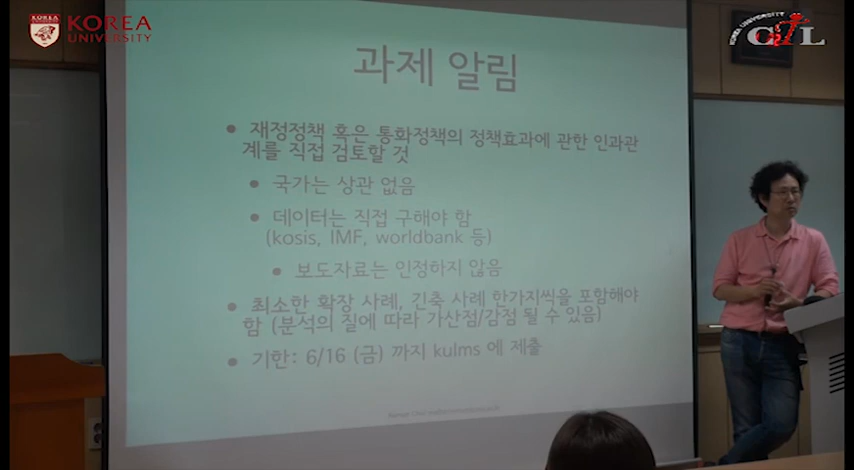 KOREA
UNIVERSITY
KOREA UNIVERSITY
CTL
과제 알림
• 재정정책 혹은 통화정책의 정책효과에 관한 인과관
계를 직접 검토할 것
• 국가는 상관 없음
• 데이터는 직접 구해야 함
(kosis, IMF, worldbank 등)
• 보도자료는 인정하지 않음
• 최소한 확장 사례, 긴축 사례 한가지씩을 포함해야
함 (분석의 질에 따라 가산점/감점 될 수 있음)
• 기한: 6/16 (금) 까지 kulms 에 제출